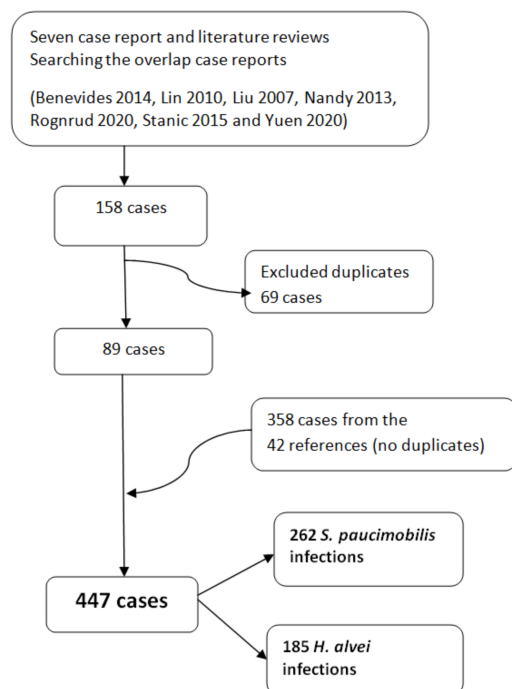 Seven case report and literature reviews
Searching the overlap case reports
(Benevides 2014, Lin 2010, Liu 2007, Nandy 2013,
Rognrud 2020, Stanic 2015 and Yuen 2020)
158 cases
Excluded duplicates
69 cases
89 cases
358 cases from the
42 references (no duplicates)
262 S. paucimobilis
infections
447 cases
185 H. alvei
infections